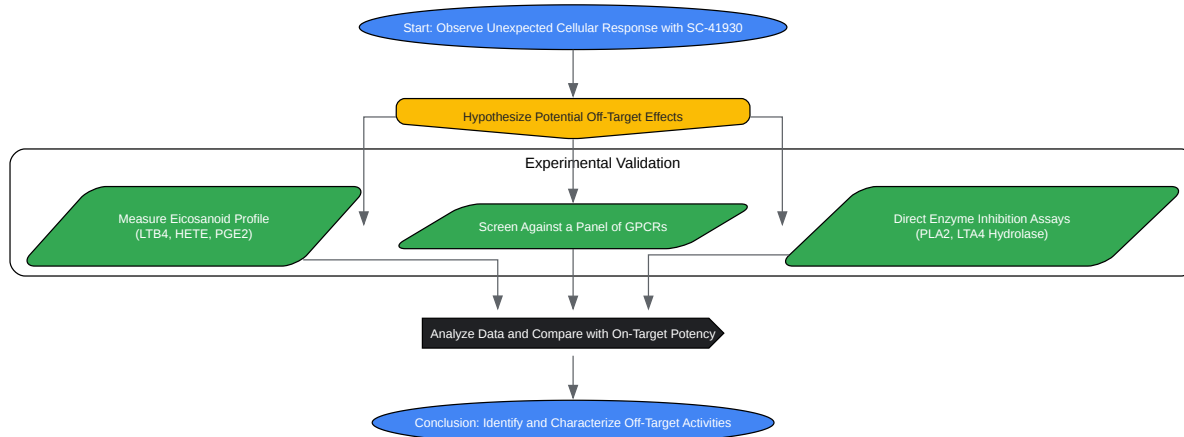 Start: Observe Unexpected Cellular Response with SC-41930
Hypothesize Potential Off-Target Effects
Experimental Validation
Measure Eicosanoid Profile
(LTB4, HETE, PGE2)
Screen Against a Panel of GPCRs
Direct Enzyme Inhibition Assays
(PLA2, LTA4 Hydrolase)
Analyze Data and Compare with On-Target Potency
Conclusion: Identify and Characterize Off-Target Activities